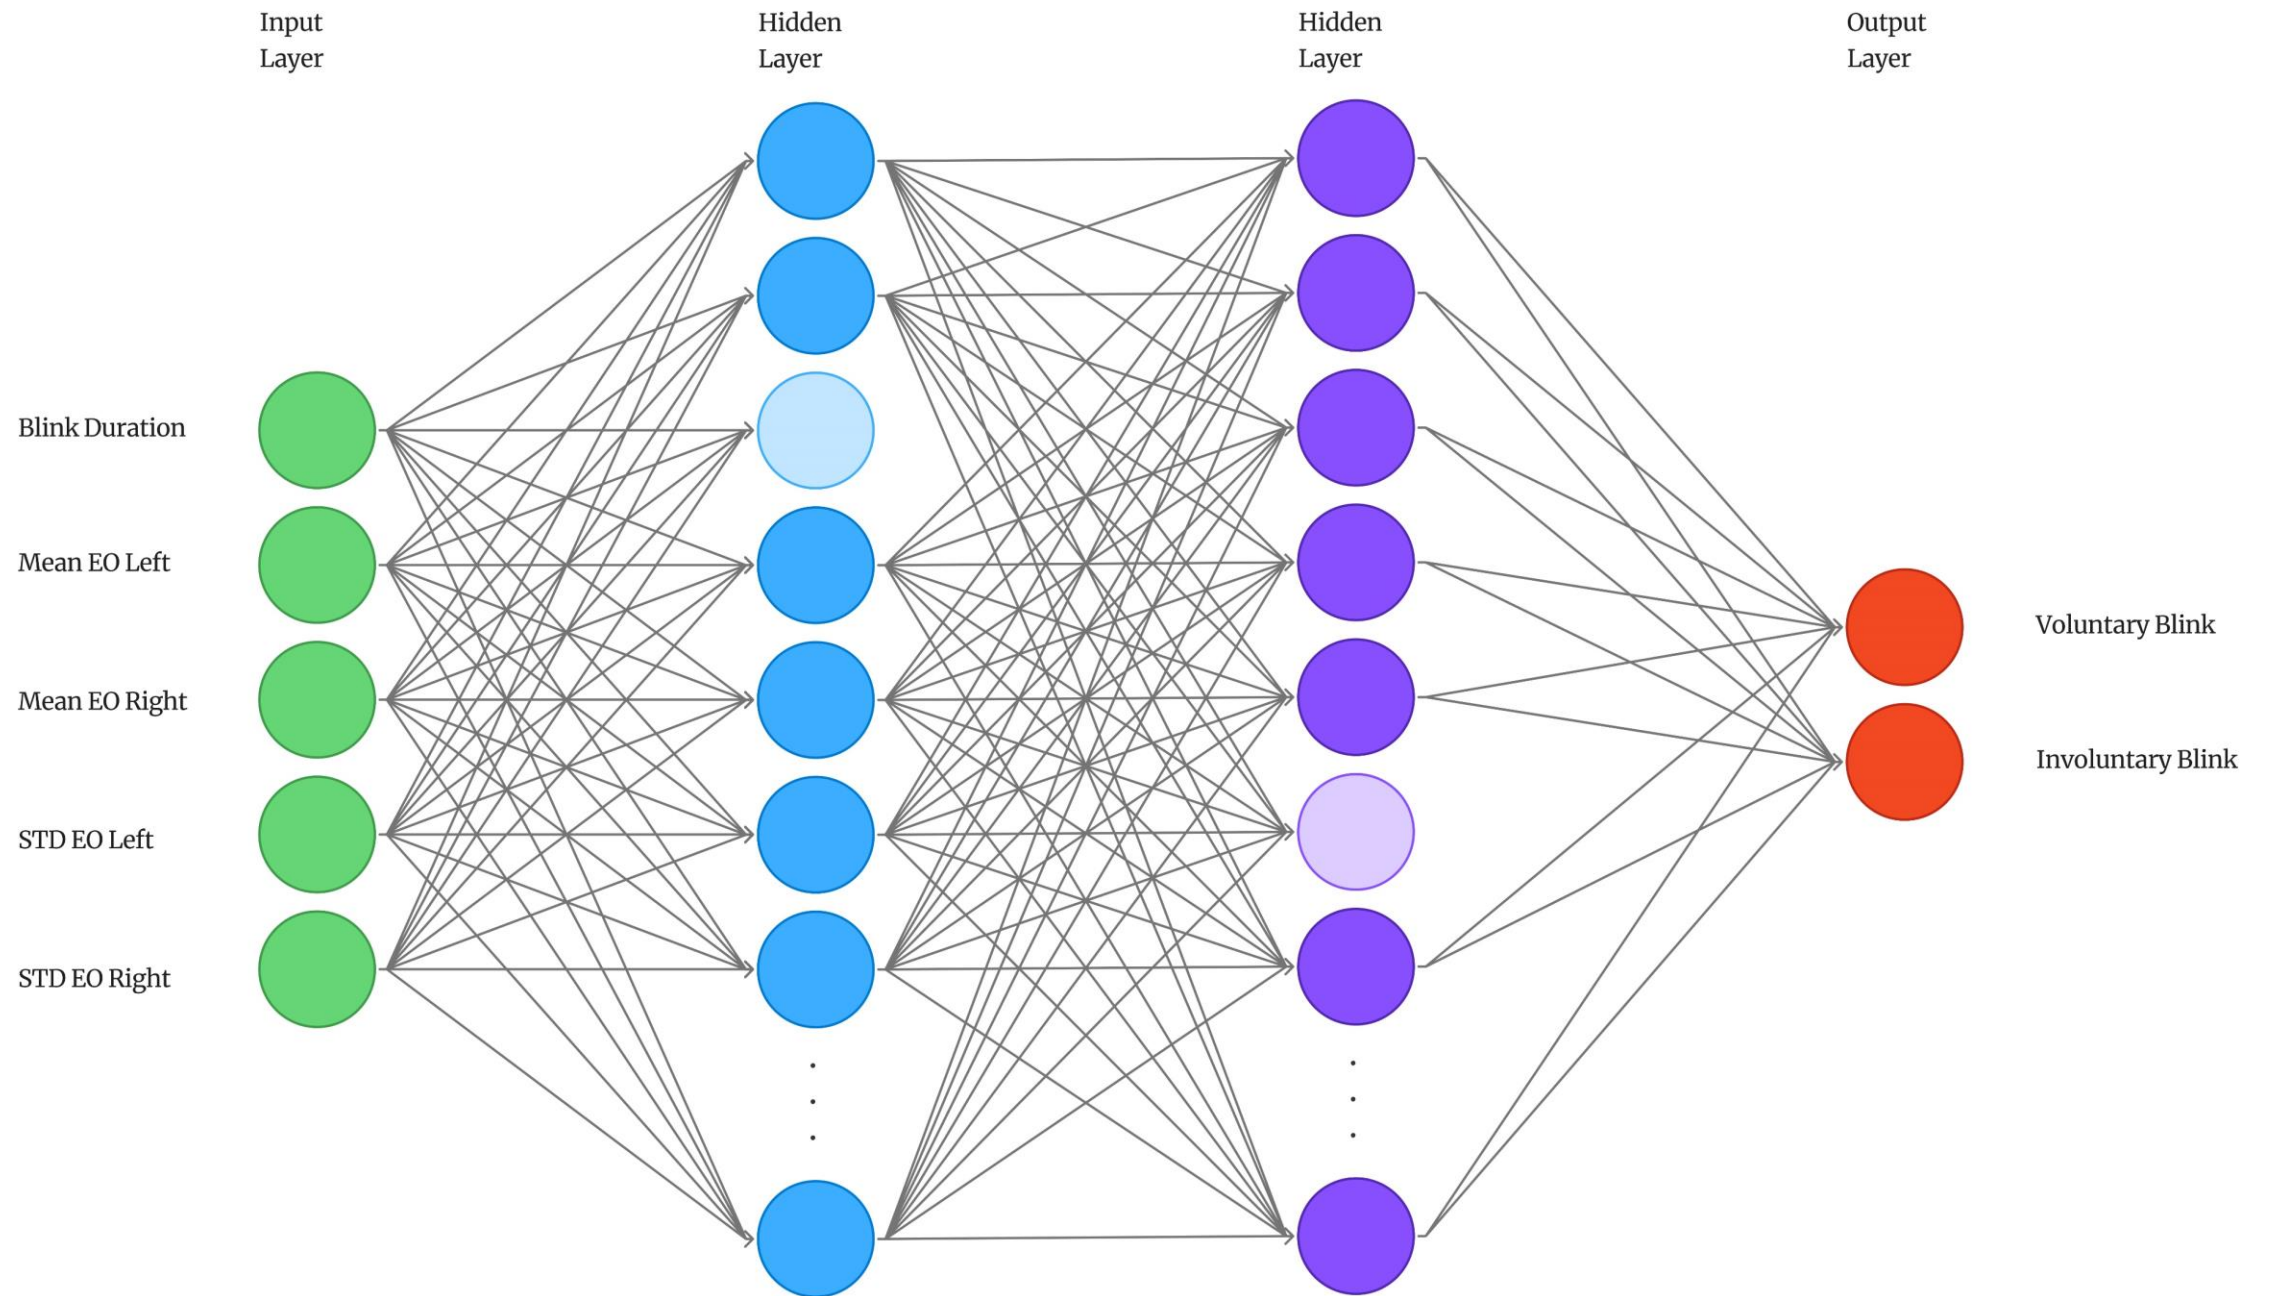 Input
Layer
Hidden
Layer
Hidden
Layer
Output
Layer
Blink Duration
Mean EO Left
Mean EO Right
STD EO Left
STD EO Right
Voluntary Blink
Involuntary Blink